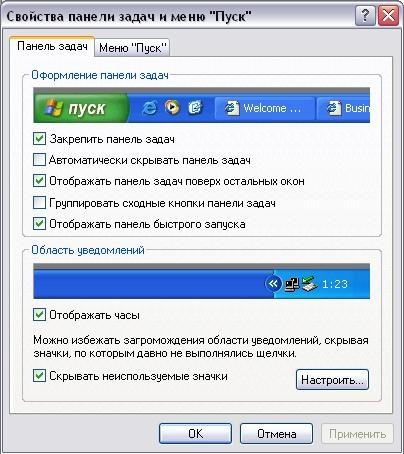 Свойства панели задач и меню "Пуск"
Панель задач Меню "Пуск"
Оформление панели задач
пуск Welcome ... Busin
Закрепить панель задач
Автоматически скрывать панель задач
Отображать панель задач поверх остальных окон
Группировать сходные кнопки панели задач
Отображать панель быстрого запуска
Область уведомлений
1:23
Отображать часы
Можно избежать загромождения области уведомлений, скрывая
значки, по которым давно не выполнялись щелчки.
Скрывать неиспользуемые значки Настроить...
OK Отмена Применить